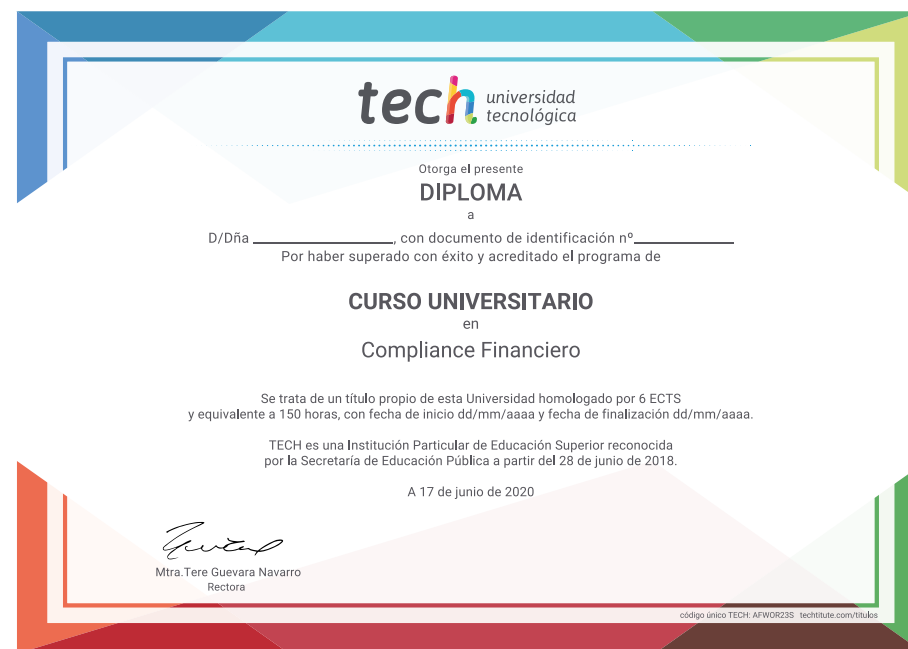 tech universidad
tecnológica
Otorga el presente
DIPLOMA
a
D/Dña ____________________, con documento de identificación nº______________
Por haber superado con éxito y acreditado el programa de
CURSO UNIVERSITARIO
en
Compliance Financiero
Se trata de un título propio de esta Universidad homologado por 6 ECTS
y equivalente a 150 horas, con fecha de inicio dd/mm/aaaa y fecha de finalización dd/mm/aaaa.
TECH es una Institución Particular de Educación Superior reconocida
por la Secretaría de Educación Pública a partir del 28 de junio de 2018.
A 17 de junio de 2020
Mtra.Tere Guevara Navarro
Rectora
código único TECH: AFWOR23S techtitute.com/titulos